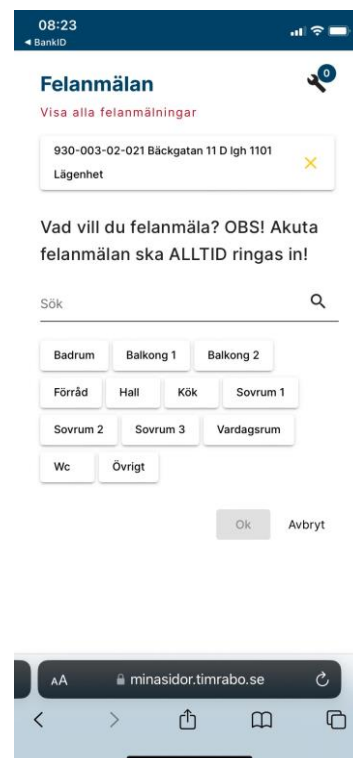 08:23
◀ BankID
Felanmälan
0
Visa alla felanmälningar
930-003-02-021 Bäckgatan 11 D lgh 1101
Lägenhet
Vad vill du felanmäla? OBS! Akuta
felanmälan ska ALLTID ringas in!
Sök
Badrum Balkong 1 Balkong 2
Förråd Hall Kök Sovrum 1
Sovrum 2 Sovrum 3 Vardagsrum
Wc Övrigt
Ok Avbryt
AA minasidor.timrabo.se